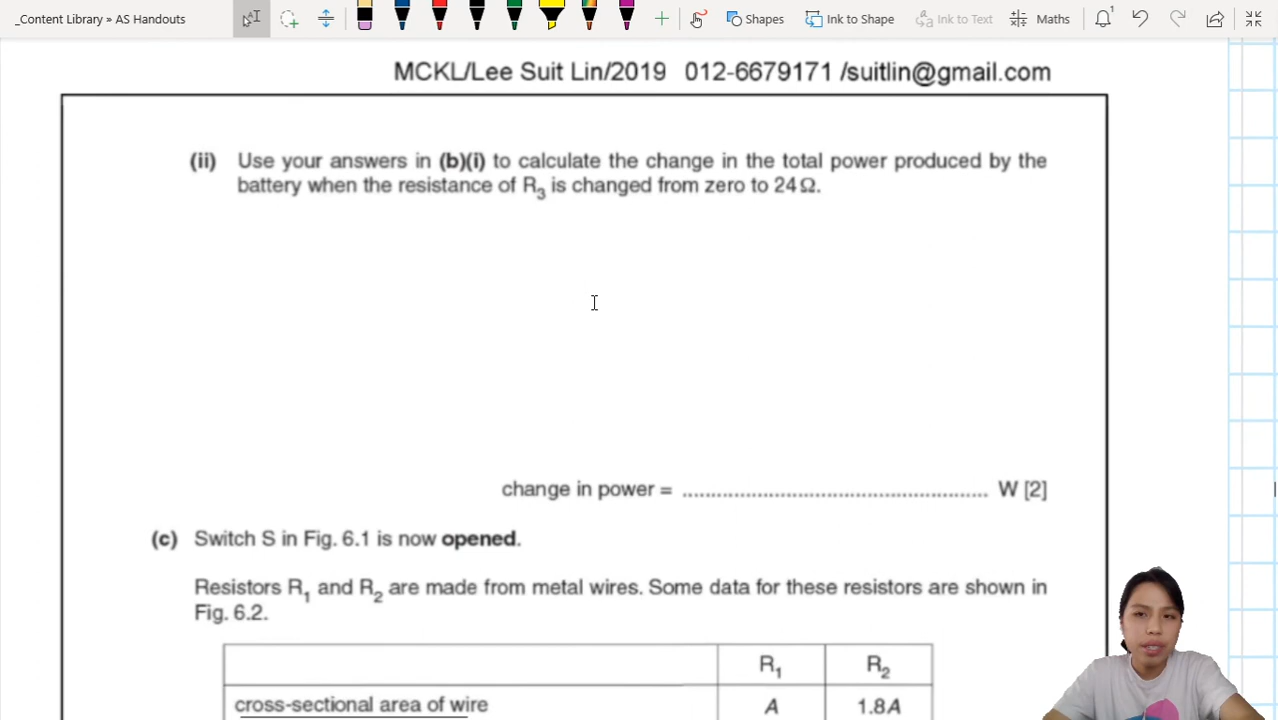 _Content Library » AS Handouts
Shapes
Ink to Shape
Ink to Text
Maths
1
MCKL/Lee Suit Lin/2019 012-6679171 /suitlin@gmail.com
(ii) Use your answers in (b)(i) to calculate the change in the total power produced by the
battery when the resistance of R3 is changed from zero to 24Ω.
change in power = .................................................. W [2]
(c) Switch S in Fig. 6.1 is now opened.
Resistors R1 and R2 are made from metal wires. Some data for these resistors are shown in
Fig. 6.2.
R1 R2
cross-sectional area of wire A 1.8A